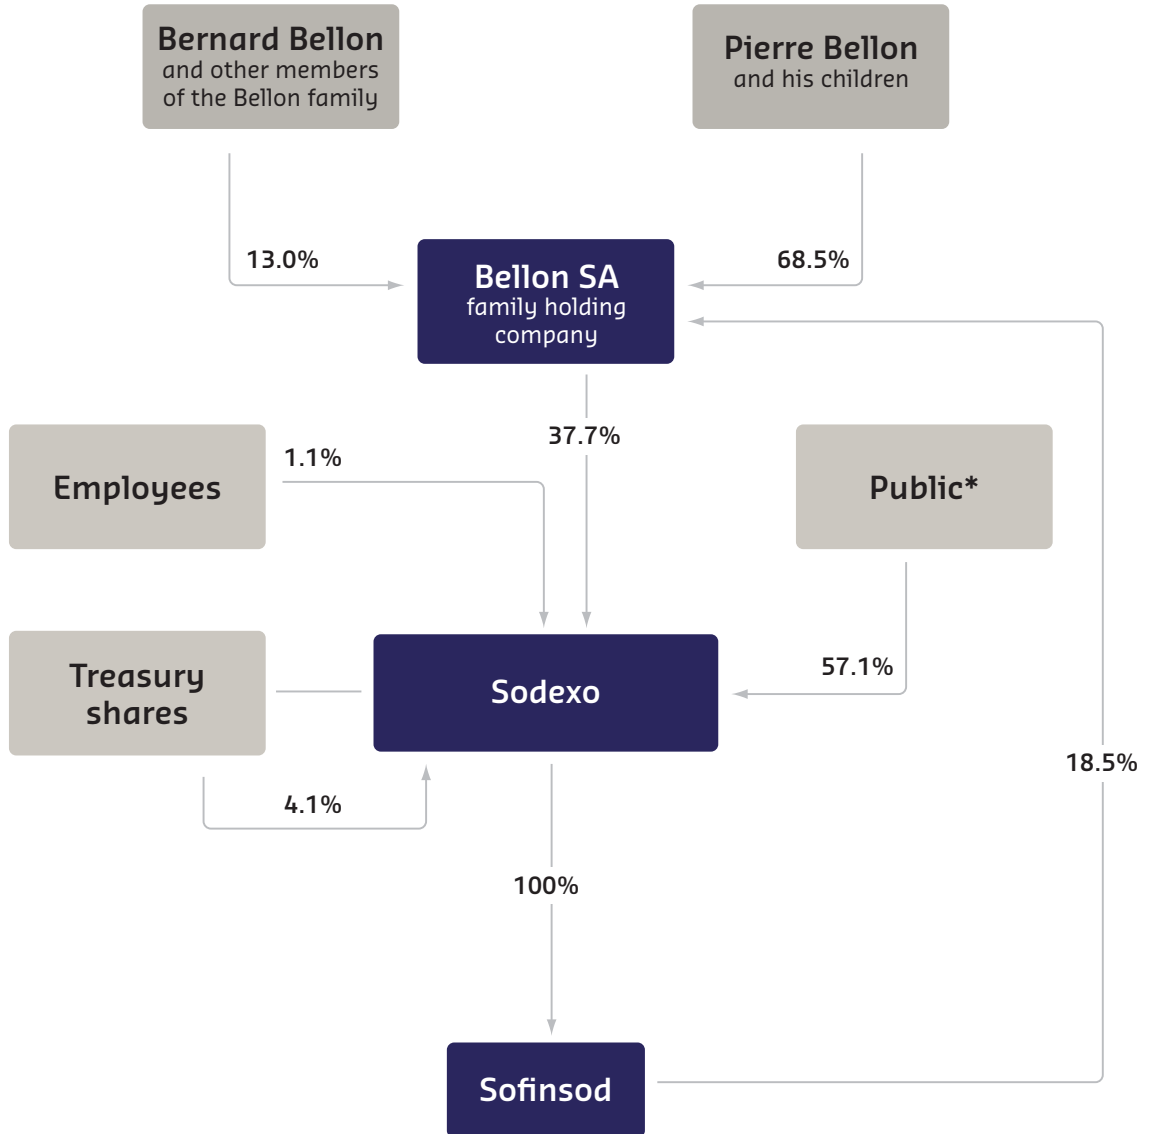 Bernard Bellon
and other members
of the Bellon family
Pierre Bellon
and his children
13.0%
68.5%
Bellon SA
family holding
company
37.7%
Employees
1.1%
Public*
Treasury
shares
Sodexo
57.1%
18.5%
4.1%
100%
Sofinsod